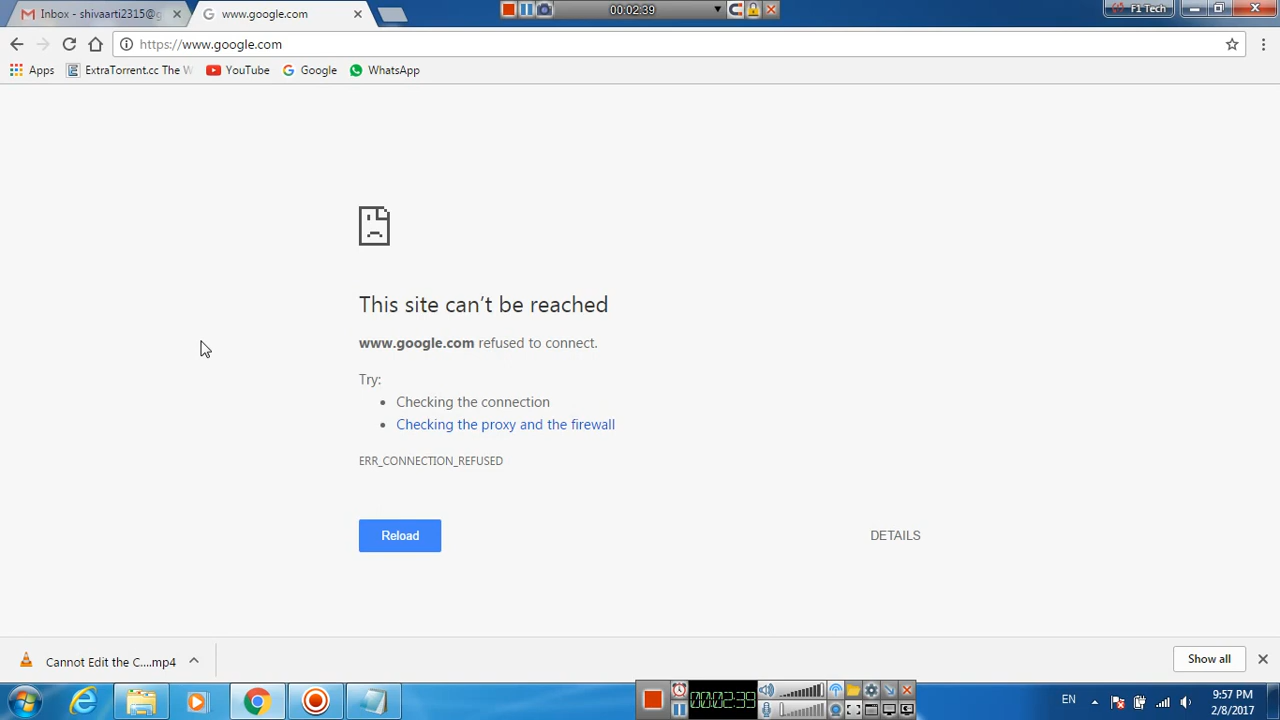 Inbox - shivaarti2315@g
www.google.com
00:02:39
F1 Tech
https://www.google.com
Apps
ExtraTorrent.cc The W
YouTube
Google
WhatsApp
This site can't be reached
www.google.com refused to connect.
Try:
• Checking the connection
• Checking the proxy and the firewall
ERR_CONNECTION_REFUSED
Reload
DETAILS
Cannot Edit the C....mp4
Show all
00:02:39
EN
9:57 PM
2/8/2017